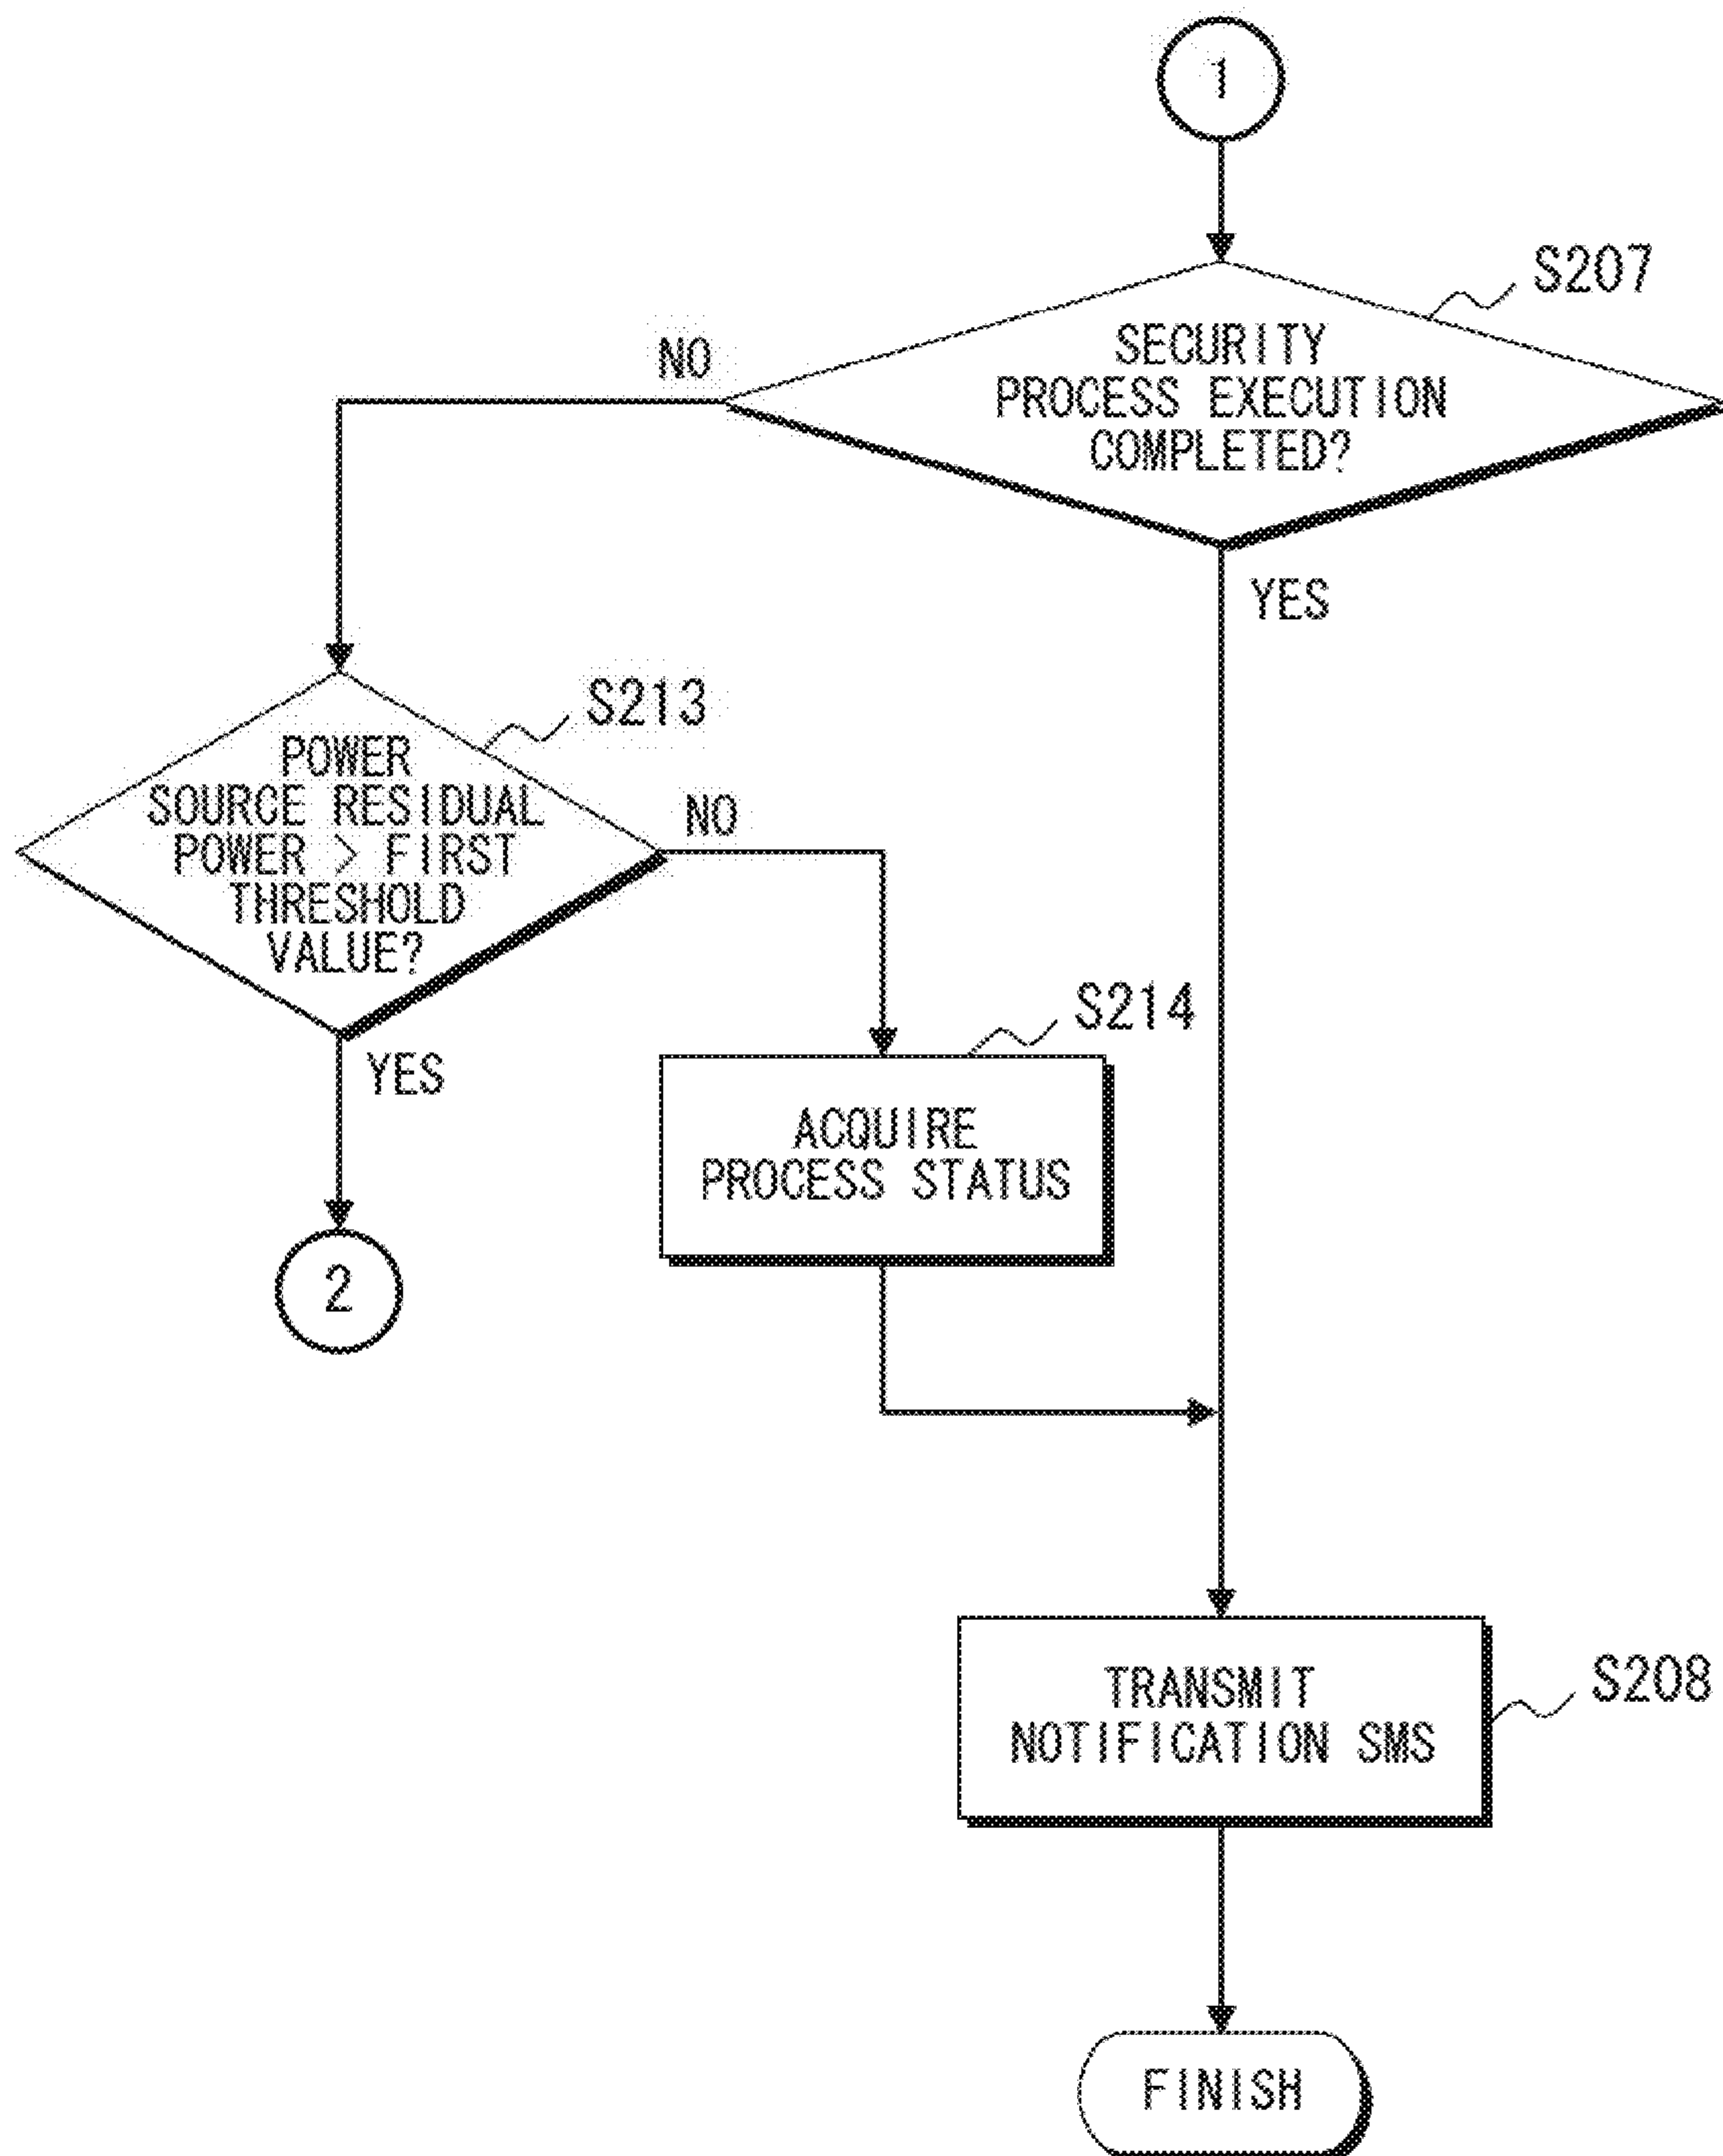 1
S207
SECURITY
PROCESS EXECUTION
COMPLETED?
NO
YES
S213
POWER
SOURCE RESIDUAL
POWER > FIRST
THRESHOLD
VALUE?
NO
YES
S214
ACQUIRE
PROCESS STATUS
2
TRANSMIT
NOTIFICATION SMS
S208
FINISH